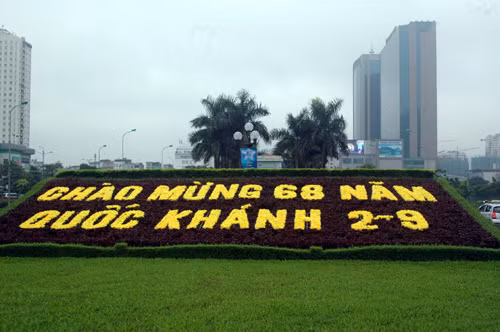 CHÀO MỪNG 68 NĂM
QUỐC KHÁNH 2-9